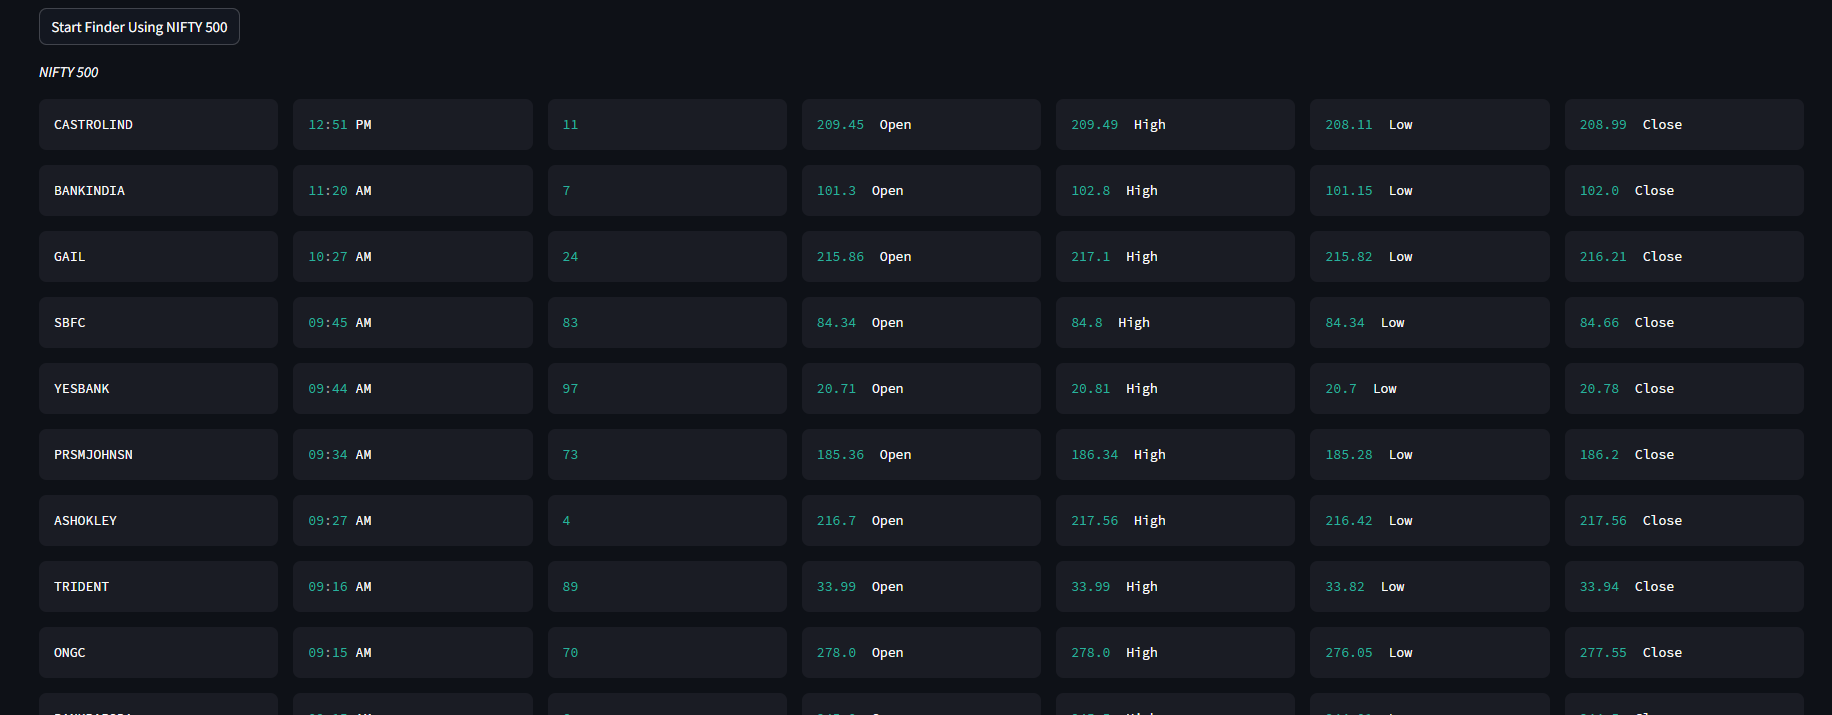 Start Finder Using NIFTY 500
NIFTY 500
CASTROLIND 12:51 PM 11 209.45 Open 209.49 High 208.11 Low 208.99 Close
BANKINDIA 11:20 AM 7 101.3 Open 102.8 High 101.15 Low 102.0 Close
GAIL 10:27 AM 24 215.86 Open 217.1 High 215.82 Low 216.21 Close
SBFC 09:45 AM 83 84.34 Open 84.8 High 84.34 Low 84.66 Close
YESBANK 09:44 AM 97 20.71 Open 20.81 High 20.7 Low 20.78 Close
PRSMJOHNSN 09:34 AM 73 185.36 Open 186.34 High 185.28 Low 186.2 Close
ASHOKLEY 09:27 AM 4 216.7 Open 217.56 High 216.42 Low 217.56 Close
TRIDENT 09:16 AM 89 33.99 Open 33.99 High 33.82 Low 33.94 Close
ONGC 09:15 AM 70 278.0 Open 278.0 High 276.05 Low 277.55 Close